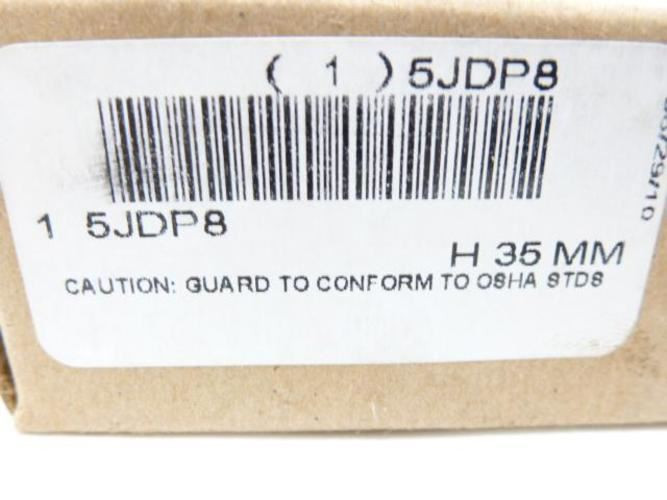 ( 1 ) 5JDP8
1 5JDP8
H 35 MM
CAUTION: GUARD TO CONFORM TO OSHA STDS